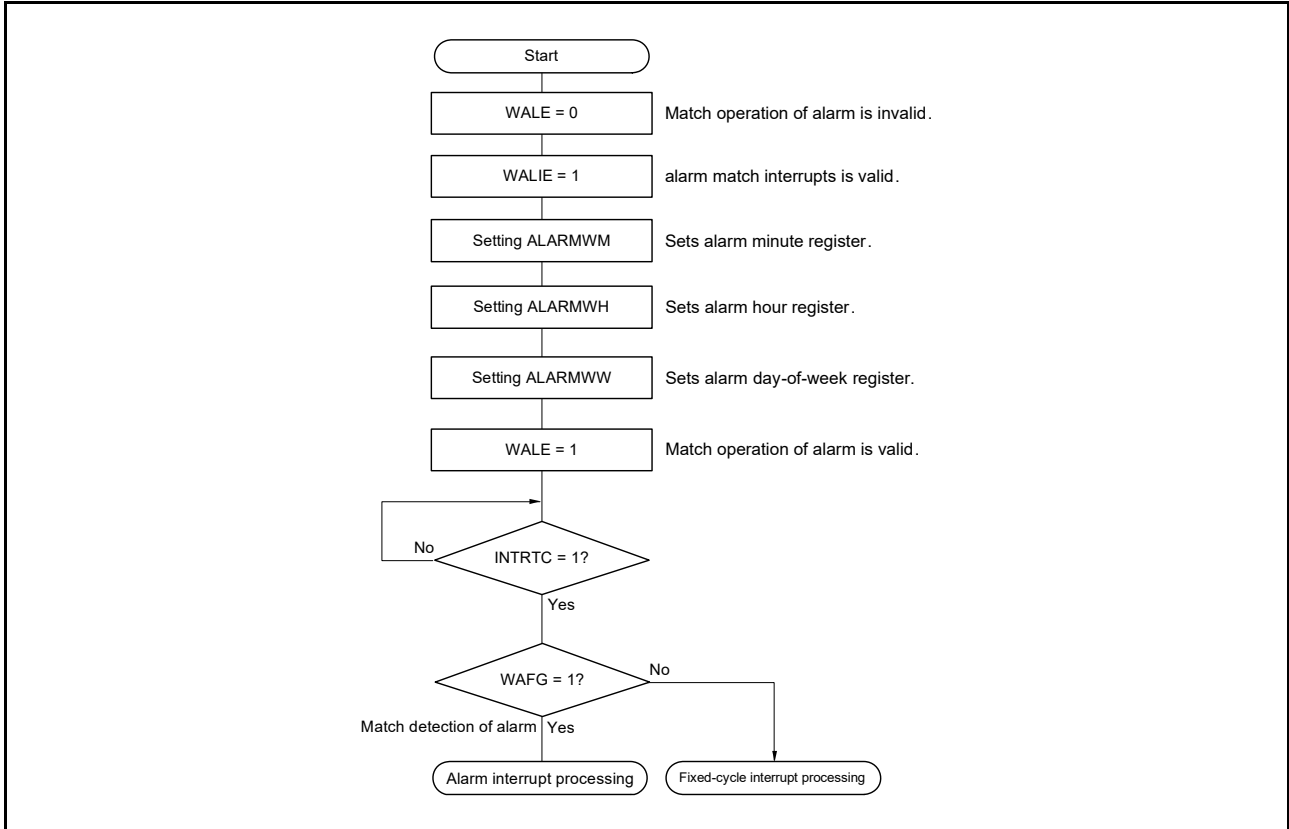 Start
WALE = 0
Match operation of alarm is invalid.
WALIE = 1
alarm match interrupts is valid.
Setting ALARMWM
Sets alarm minute register.
Setting ALARMWH
Sets alarm hour register.
Setting ALARMWW
Sets alarm day-of-week register.
WALE = 1
Match operation of alarm is valid.
No
INTRTC = 1?
Yes
WAFG = 1?
No
Match detection of alarm
Yes
Alarm interrupt processing
Fixed-cycle interrupt processing